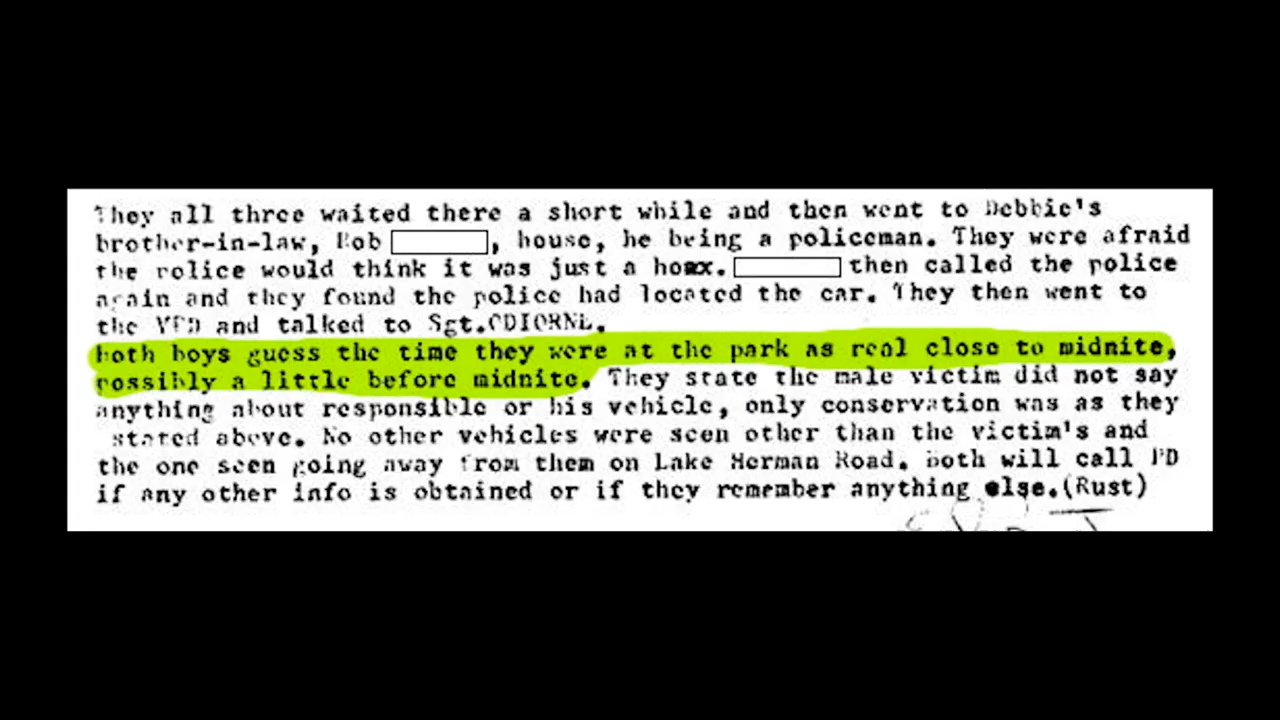 They all three waited there a short while and then went to Debbie's
brother-in-law, Bob , house, he being a policeman. They were afraid
the police would think it was just a hoax. then called the police
again and they found the police had located the car. They then went to
the VPD and talked to Sgt.ODIORNE.
both boys guess the time they were at the park as real close to midnite,
possibly a little before midnite. They state the male victim did not say
anything about responsible or his vehicle, only conservation was as they
stated above. No other vehicles were seen other than the victim's and
the one seen going away from them on Lake Herman Road. Both will call PD
if any other info is obtained or if they remember anything else.(Rust)